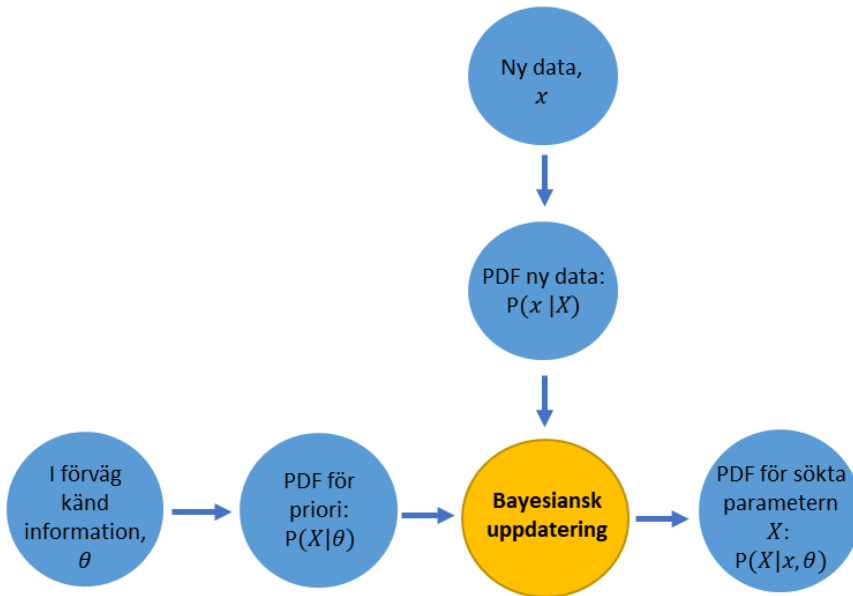 Ny data,
x
PDF ny data:
P(x |X)
I förväg
känd
information,
θ
PDF för
priori:
P(X|θ)
Bayesiansk
uppdatering
PDF för sökta
parametern
X:
P(X|x, θ)